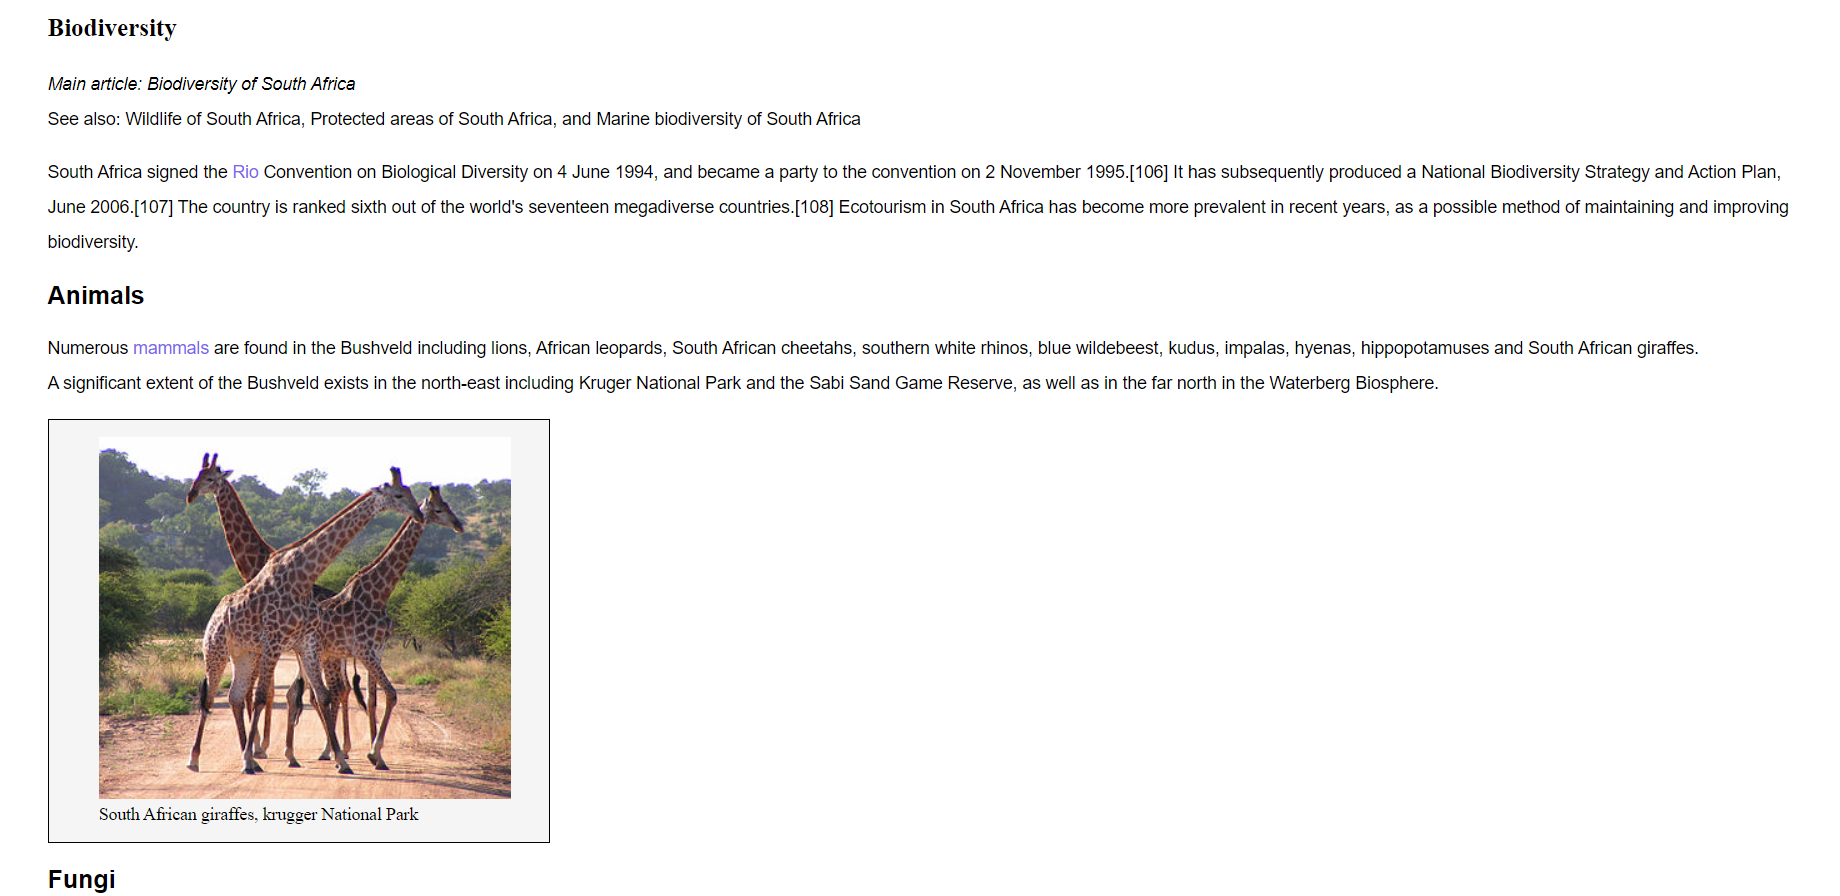 Biodiversity
Main article: Biodiversity of South Africa
See also: Wildlife of South Africa, Protected areas of South Africa, and Marine biodiversity of South Africa
South Africa signed the Rio Convention on Biological Diversity on 4 June 1994, and became a party to the convention on 2 November 1995.[106] It has subsequently produced a National Biodiversity Strategy and Action Plan,
June 2006.[107] The country is ranked sixth out of the world's seventeen megadiverse countries.[108] Ecotourism in South Africa has become more prevalent in recent years, as a possible method of maintaining and improving
biodiversity.
Animals
Numerous mammals are found in the Bushveld including lions, African leopards, South African cheetahs, southern white rhinos, blue wildebeest, kudus, impalas, hyenas, hippopotamuses and South African giraffes.
A significant extent of the Bushveld exists in the north-east including Kruger National Park and the Sabi Sand Game Reserve, as well as in the far north in the Waterberg Biosphere.
South African giraffes, krugger National Park
Fungi